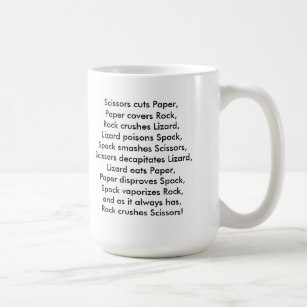 Scissors cuts Paper,
Paper covers Rock,
Rock crushes Lizard,
Lizard poisons Spock,
Spock smashes Scissors,
Scissors decapitates Lizard,
Lizard eats Paper,
Paper disproves Spock,
Spock vaporizes Rock,
and as it always has,
Rock crushes Scissors!